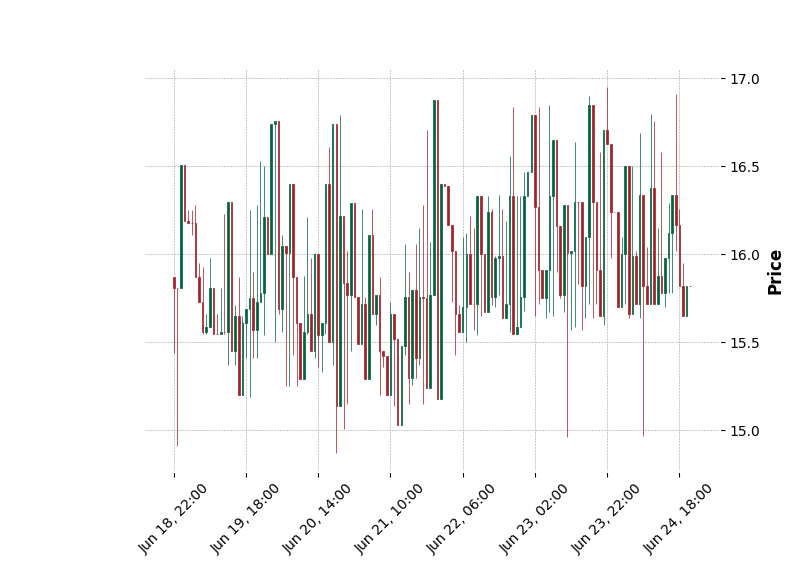 17.0
16.5
16.0
15.5
15.0
Price
Jun 18, 22:00
Jun 19, 18:00
Jun 20, 14:00
Jun 21, 10:00
Jun 22, 06:00
Jun 23, 02:00
Jun 23, 22:00
Jun 24, 18:00